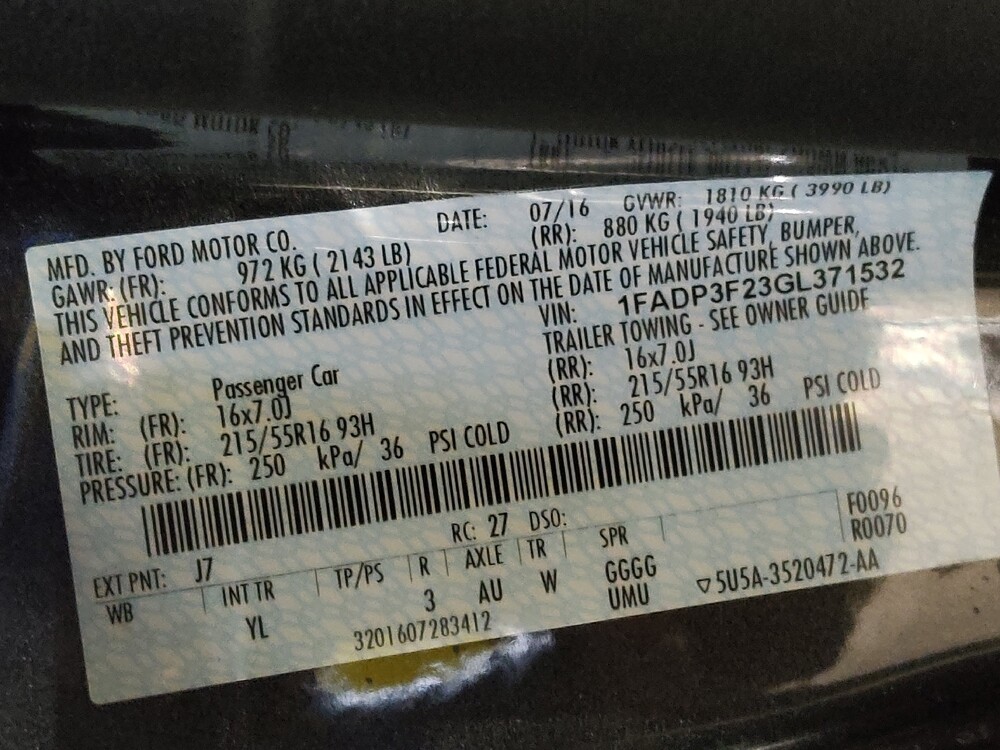 MFD. BY FORD MOTOR CO. DATE: 07/16 GVWR: 1810 KG ( 3990 LB)
GAWR: (FR): 972 KG ( 2143 LB) (RR): 880 KG ( 1940 LB)
THIS VEHICLE CONFORMS TO ALL APPLICABLE FEDERAL MOTOR VEHICLE SAFETY, BUMPER,
AND THEFT PREVENTION STANDARDS IN EFFECT ON THE DATE OF MANUFACTURE SHOWN ABOVE.
VIN: 1FADP3F23GL371532
TYPE: Passenger Car TRAILER TOWING - SEE OWNER GUIDE
RIM: (FR): 16x7.0J (RR): 16x7.0J
TIRE: (FR): 215/55R16 93H (RR): 215/55R16 93H
PRESSURE: (FR): 250 kPa/ 36 PSI COLD (RR): 250 kPa/ 36 PSI COLD
RC: 27 DSO: F0096
EXT PNT: J7 R0070
WB INT TR TP/PS R AXLE TR SPR
YL 3 AU W GGGG
UMU
3201607283412 ▽5U5A-3520472-AA